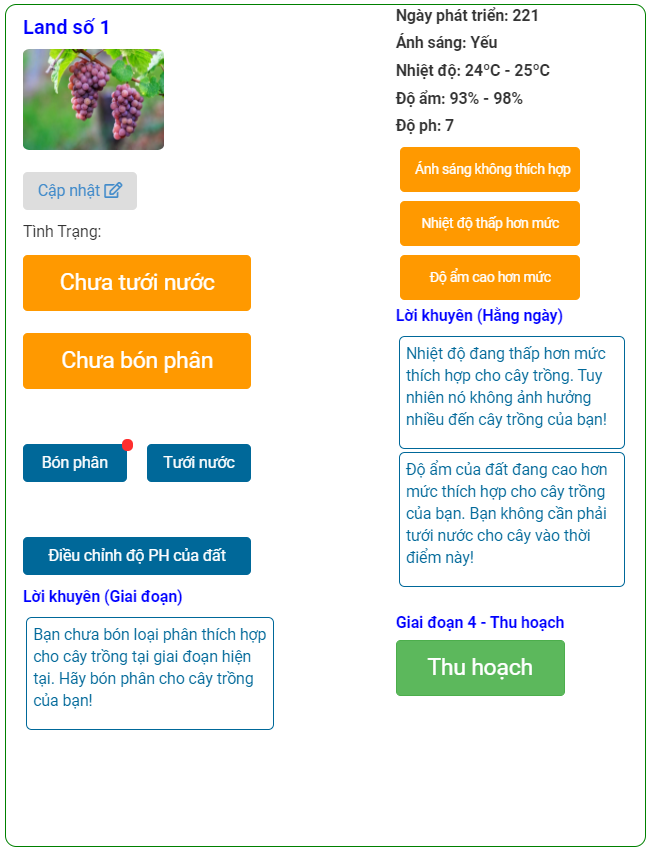 Land số 1
Cập nhật
Tình Trạng:
Chưa tưới nước
Chưa bón phân
Bón phân
Tưới nước
Điều chỉnh độ PH của đất
Lời khuyên (Giai đoạn)
Bạn chưa bón loại phân thích hợp
cho cây trồng tại giai đoạn hiện
tại. Hãy bón phân cho cây trồng
của bạn!
Ngày phát triển: 221
Ánh sáng: Yếu
Nhiệt độ: 24ºC - 25ºC
Độ ẩm: 93% - 98%
Độ ph: 7
Ánh sáng không thích hợp
Nhiệt độ thấp hơn mức
Độ ẩm cao hơn mức
Lời khuyên (Hằng ngày)
Nhiệt độ đang thấp hơn mức
thích hợp cho cây trồng. Tuy
nhiên nó không ảnh hưởng
nhiều đến cây trồng của bạn!
Độ ẩm của đất đang cao hơn
mức thích hợp cho cây trồng
của bạn. Bạn không cần phải
tưới nước cho cây vào thời
điểm này!
Giai đoạn 4 - Thu hoạch
Thu hoạch